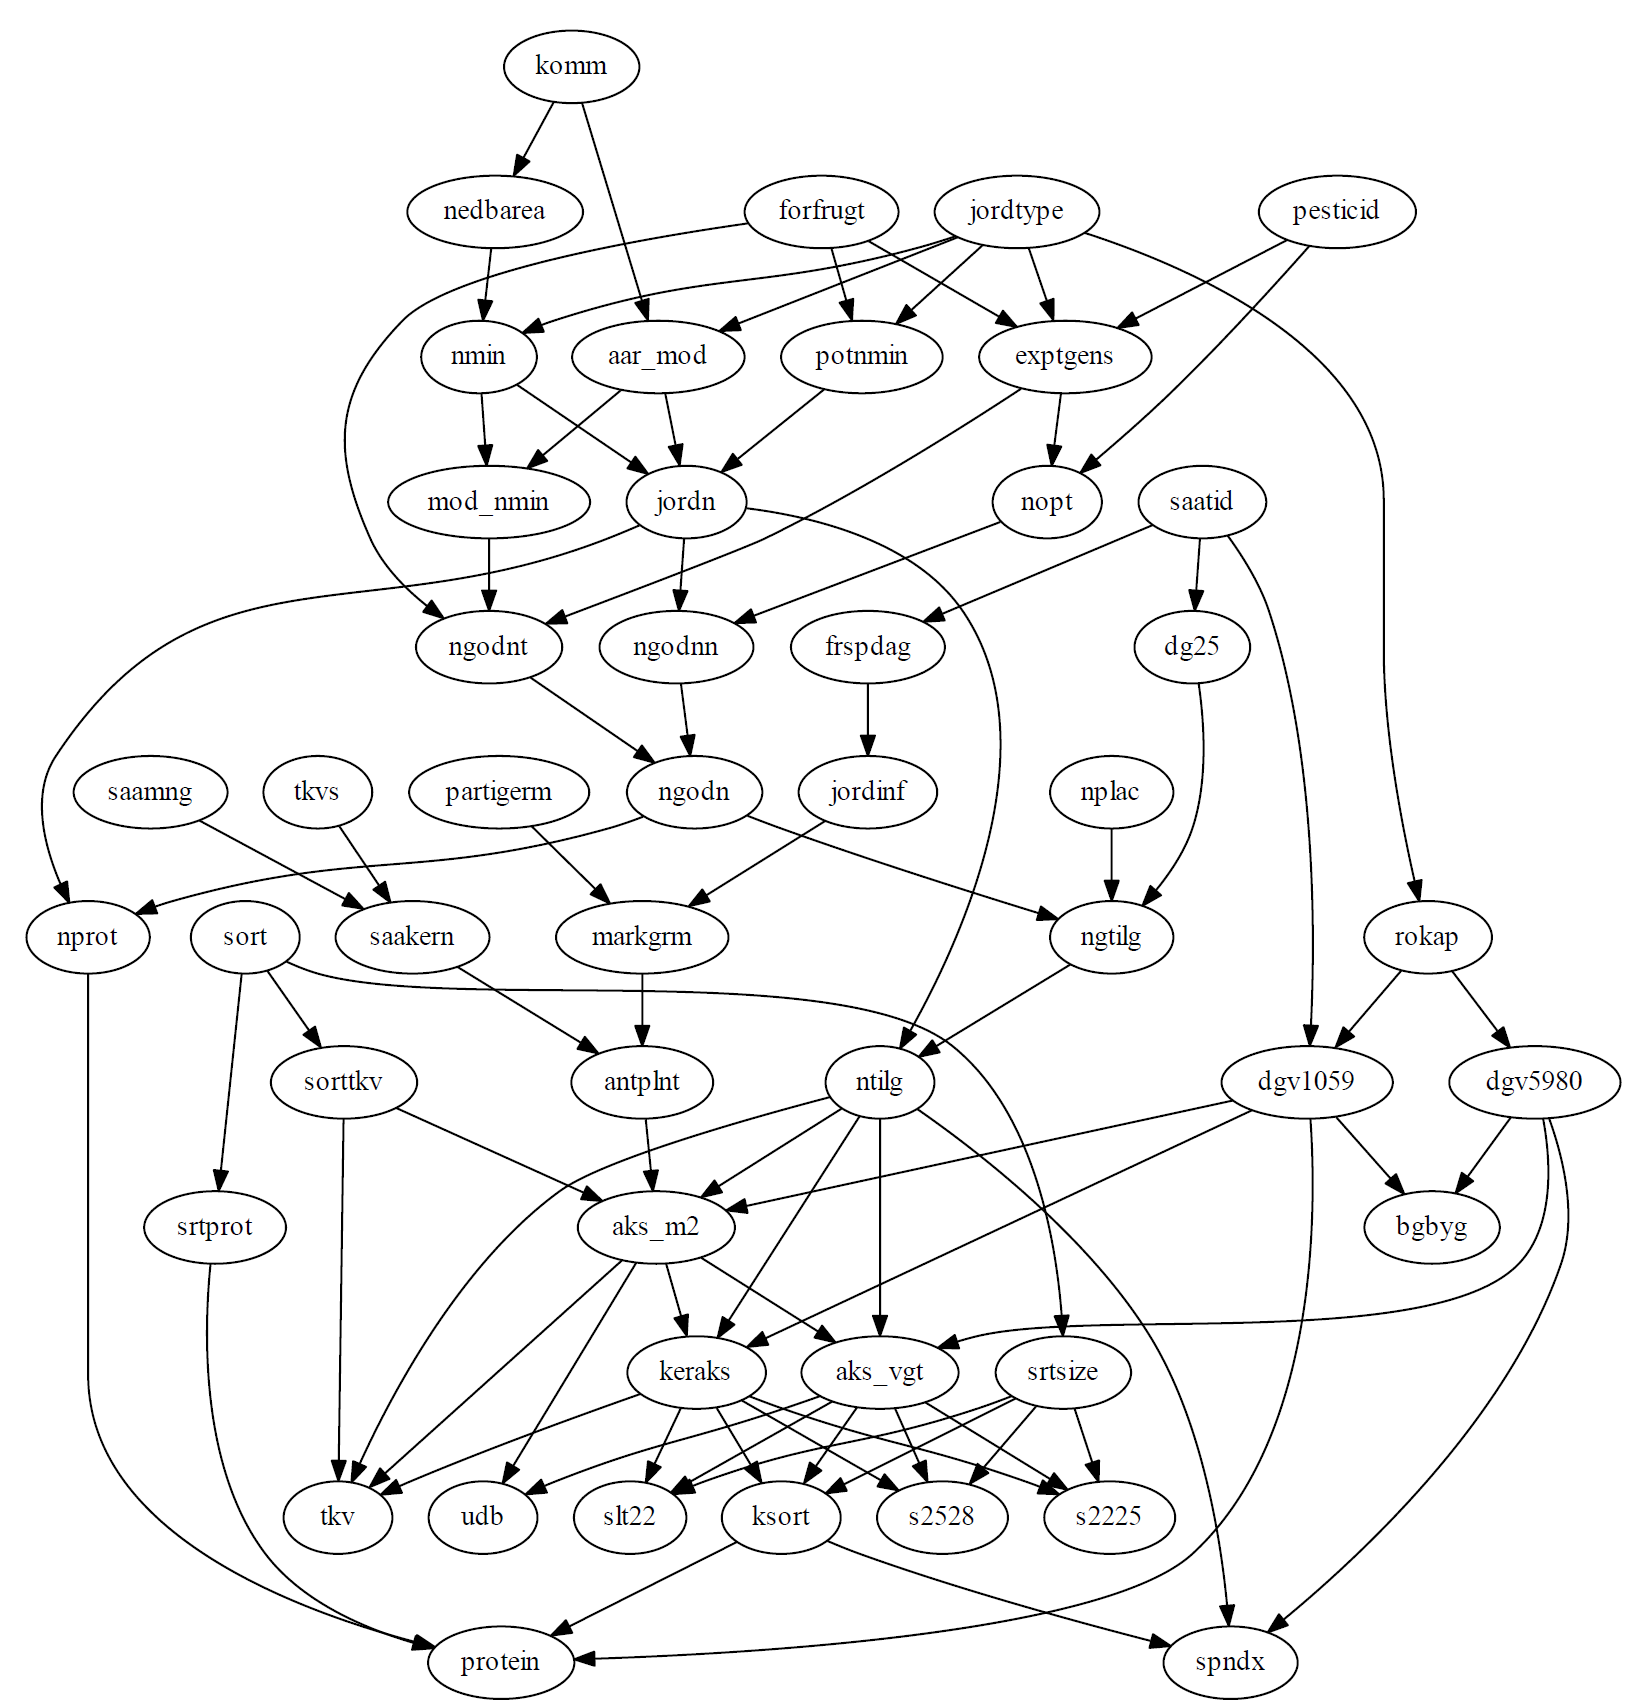 komm
nedbarea
forfrugt
jordtype
pesticid
nmin
aar_mod
potnmin
exptgens
mod_nmin
jordn
nopt
saatid
ngodnt
ngodnn
frspdag
dg25
saamng
tkvs
partigerm
ngodn
jordinf
nplac
nprot
sort
saakern
markgrm
ngtilg
rokap
sorttkv
antplnt
ntilg
dgv1059
dgv5980
srtprot
aks_m2
bgbyg
keraks
aks_vgt
srtsize
tkv
udb
slt22
ksort
s2528
s2225
protein
spndx